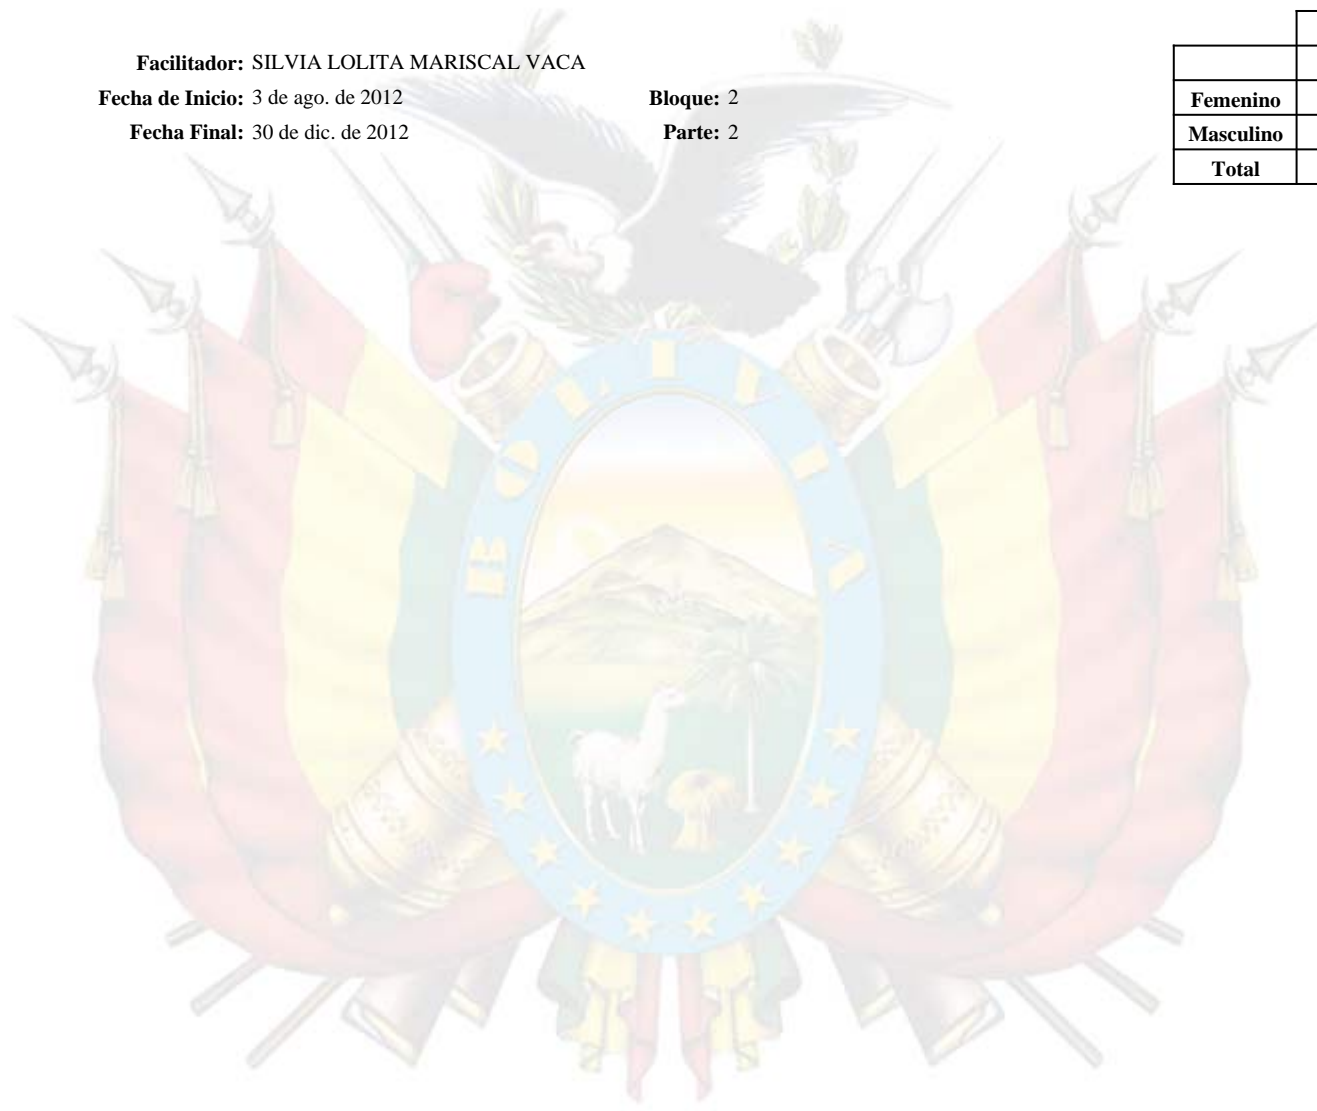 Facilitador: SILVIA LOLITA MARISCAL VACA
Fecha de Inicio: 3 de ago. de 2012 Bloque: 2
Fecha Final: 30 de dic. de 2012 Parte: 2
Femenino
Masculino
Total
BOLIVIA